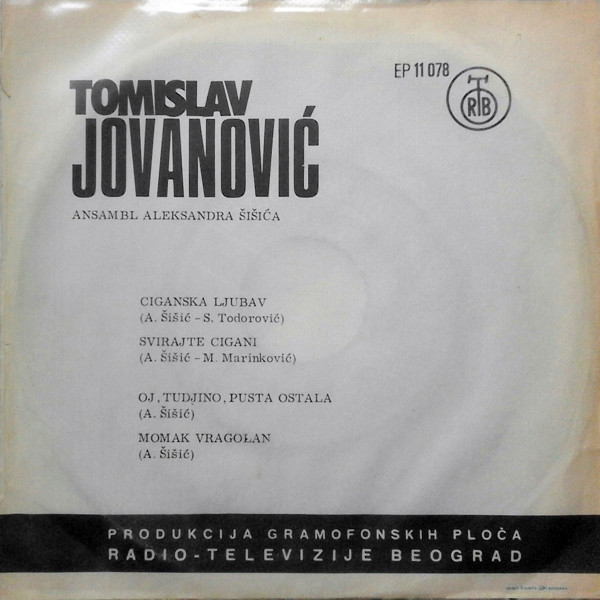 EP 11 078
RTB
TOMISLAV
JOVANOVIĆ
ANSAMBL ALEKSANDRA ŠIŠIĆA
CIGANSKA LJUBAV
(A. Šišić - S. Todorović)
SVIRAJTE CIGANI
(A. Šišić - M. Marinković)
OJ, TUDJINO, PUSTA OSTALA
(A. Šišić)
MOMAK VRAGOLAN
(A. Šišić)
PRODUKCIJA GRAMOFONSKIH PLOČA
RADIO-TELEVIZIJE BEOGRAD